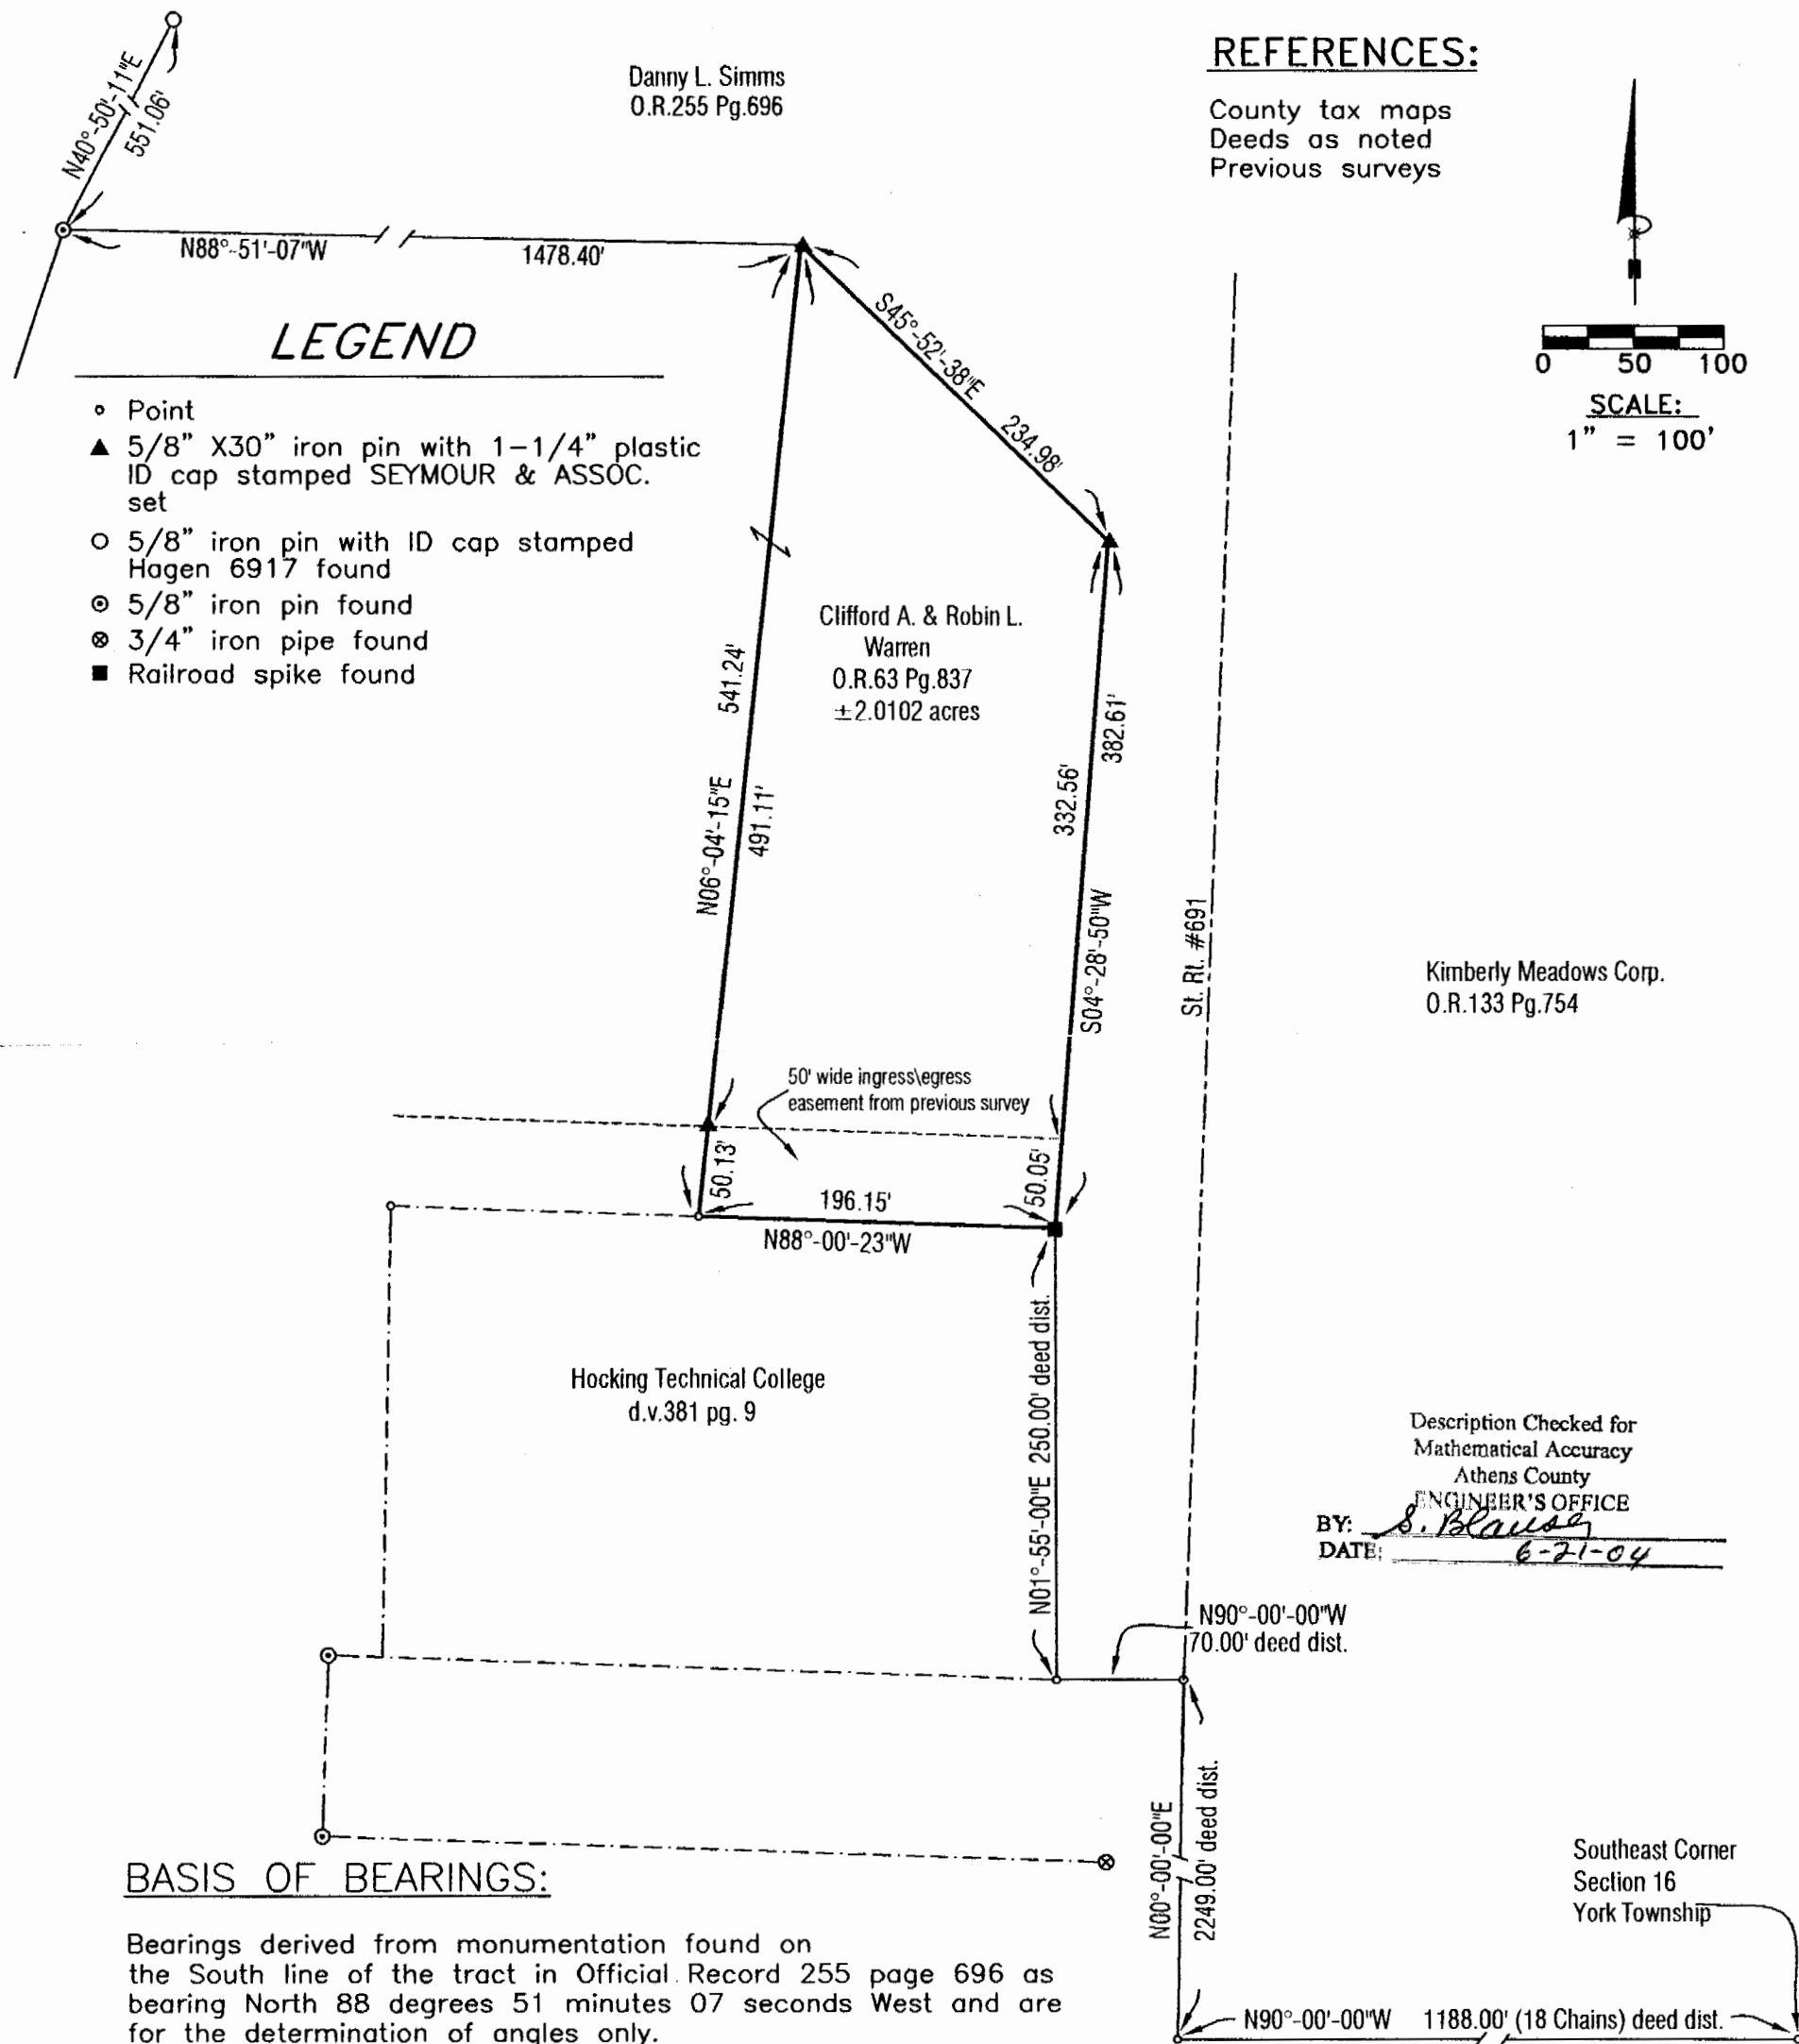 REFERENCES:
County tax maps
Deeds as noted
Previous surveys
Danny L. Simms
O.R.255 Pg.696
N40°-50'-11"E
551.06'
N88°-51'-07"W
1478.40'
S45°-52'-38"E
234.98'
0 50 100
SCALE:
1" = 100'
LEGEND
Point
5/8" X30" iron pin with 1-1/4" plastic
ID cap stamped SEYMOUR & ASSOC.
set
5/8" iron pin with ID cap stamped
Hagen 6917 found
5/8" iron pin found
3/4" iron pipe found
Railroad spike found
Clifford A. & Robin L.
Warren
O.R.63 Pg.837
±2.0102 acres
541.24'
N06°-04'-15"E
491.11'
382.61'
332.56'
S04°-28'-50"W
St. Rt. #691
Kimberly Meadows Corp.
O.R.133 Pg.754
50' wide ingress\egress
easement from previous survey
50.13'
50.05'
196.15'
N88°-00'-23"W
Hocking Technical College
d.v.381 pg. 9
N01°-55'-00"E 250.00' deed dist.
Description Checked for
Mathematical Accuracy
Athens County
ENGINEER'S OFFICE
BY: S. Blauser
DATE: 6-21-04
N90°-00'-00"W
70.00' deed dist.
N00°-00'-00"E
2249.00' deed dist.
Southeast Corner
Section 16
York Township
N90°-00'-00"W 1188.00' (18 Chains) deed dist.
BASIS OF BEARINGS:
Bearings derived from monumentation found on
the South line of the tract in Official Record 255 page 696 as
bearing North 88 degrees 51 minutes 07 seconds West and are
for the determination of angles only.